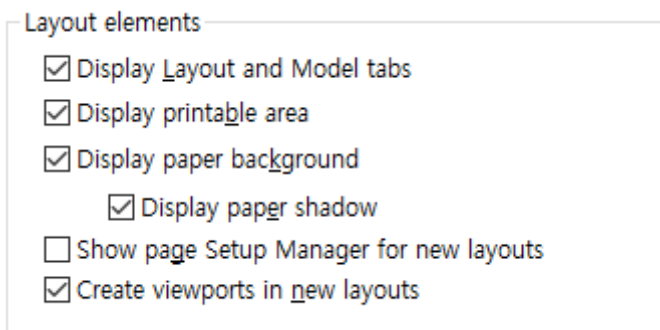 Layout elements
Display Layout and Model tabs
Display printable area
Display paper background
Display paper shadow
Show page Setup Manager for new layouts
Create viewports in new layouts